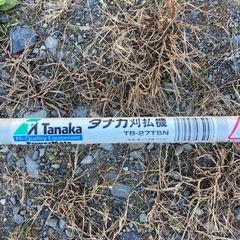 Tanaka
Hi-Quality Equipment
タナカ刈払機
TB-27TSN